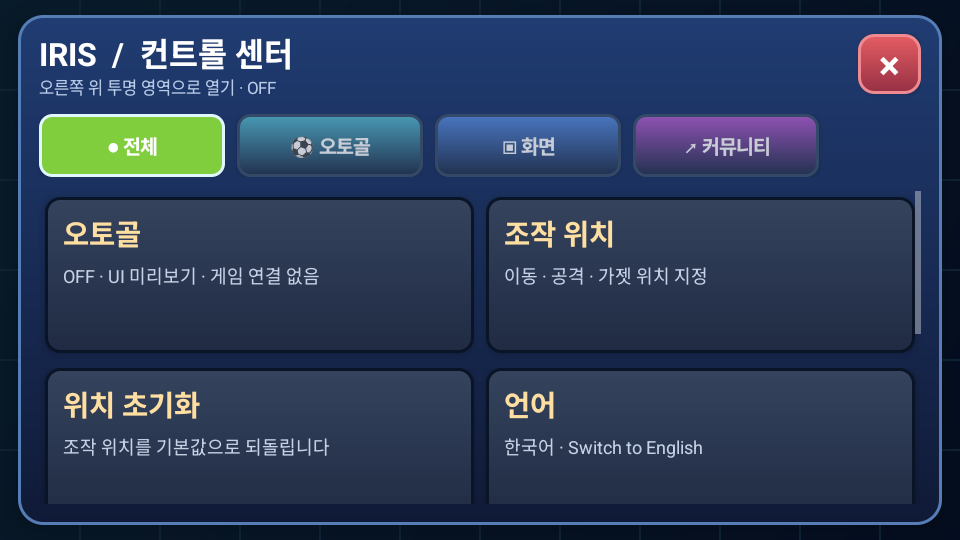 IRIS / 컨트롤 센터
오른쪽 위 투명 영역으로 열기 · OFF
×
● 전체
⚽ 오토골
▣ 화면
↗ 커뮤니티
오토골
OFF · UI 미리보기 · 게임 연결 없음
조작 위치
이동 · 공격 · 가젯 위치 지정
위치 초기화
조작 위치를 기본값으로 되돌립니다
언어
한국어 · Switch to English